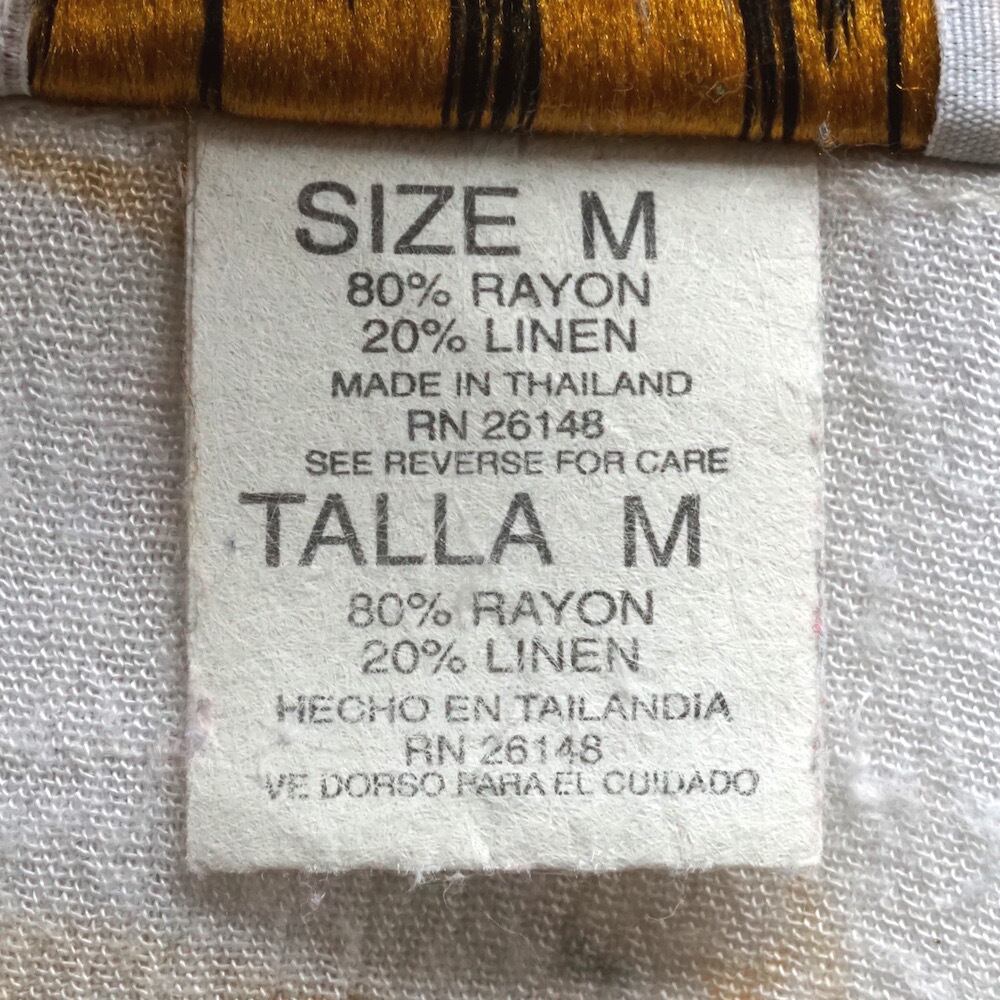 SIZE M
80% RAYON
20% LINEN
MADE IN THAILAND
RN 26148
SEE REVERSE FOR CARE
TALLA M
80% RAYON
20% LINEN
HECHO EN TAILANDIA
RN 26148
VE DORSO PARA EL CUIDADO